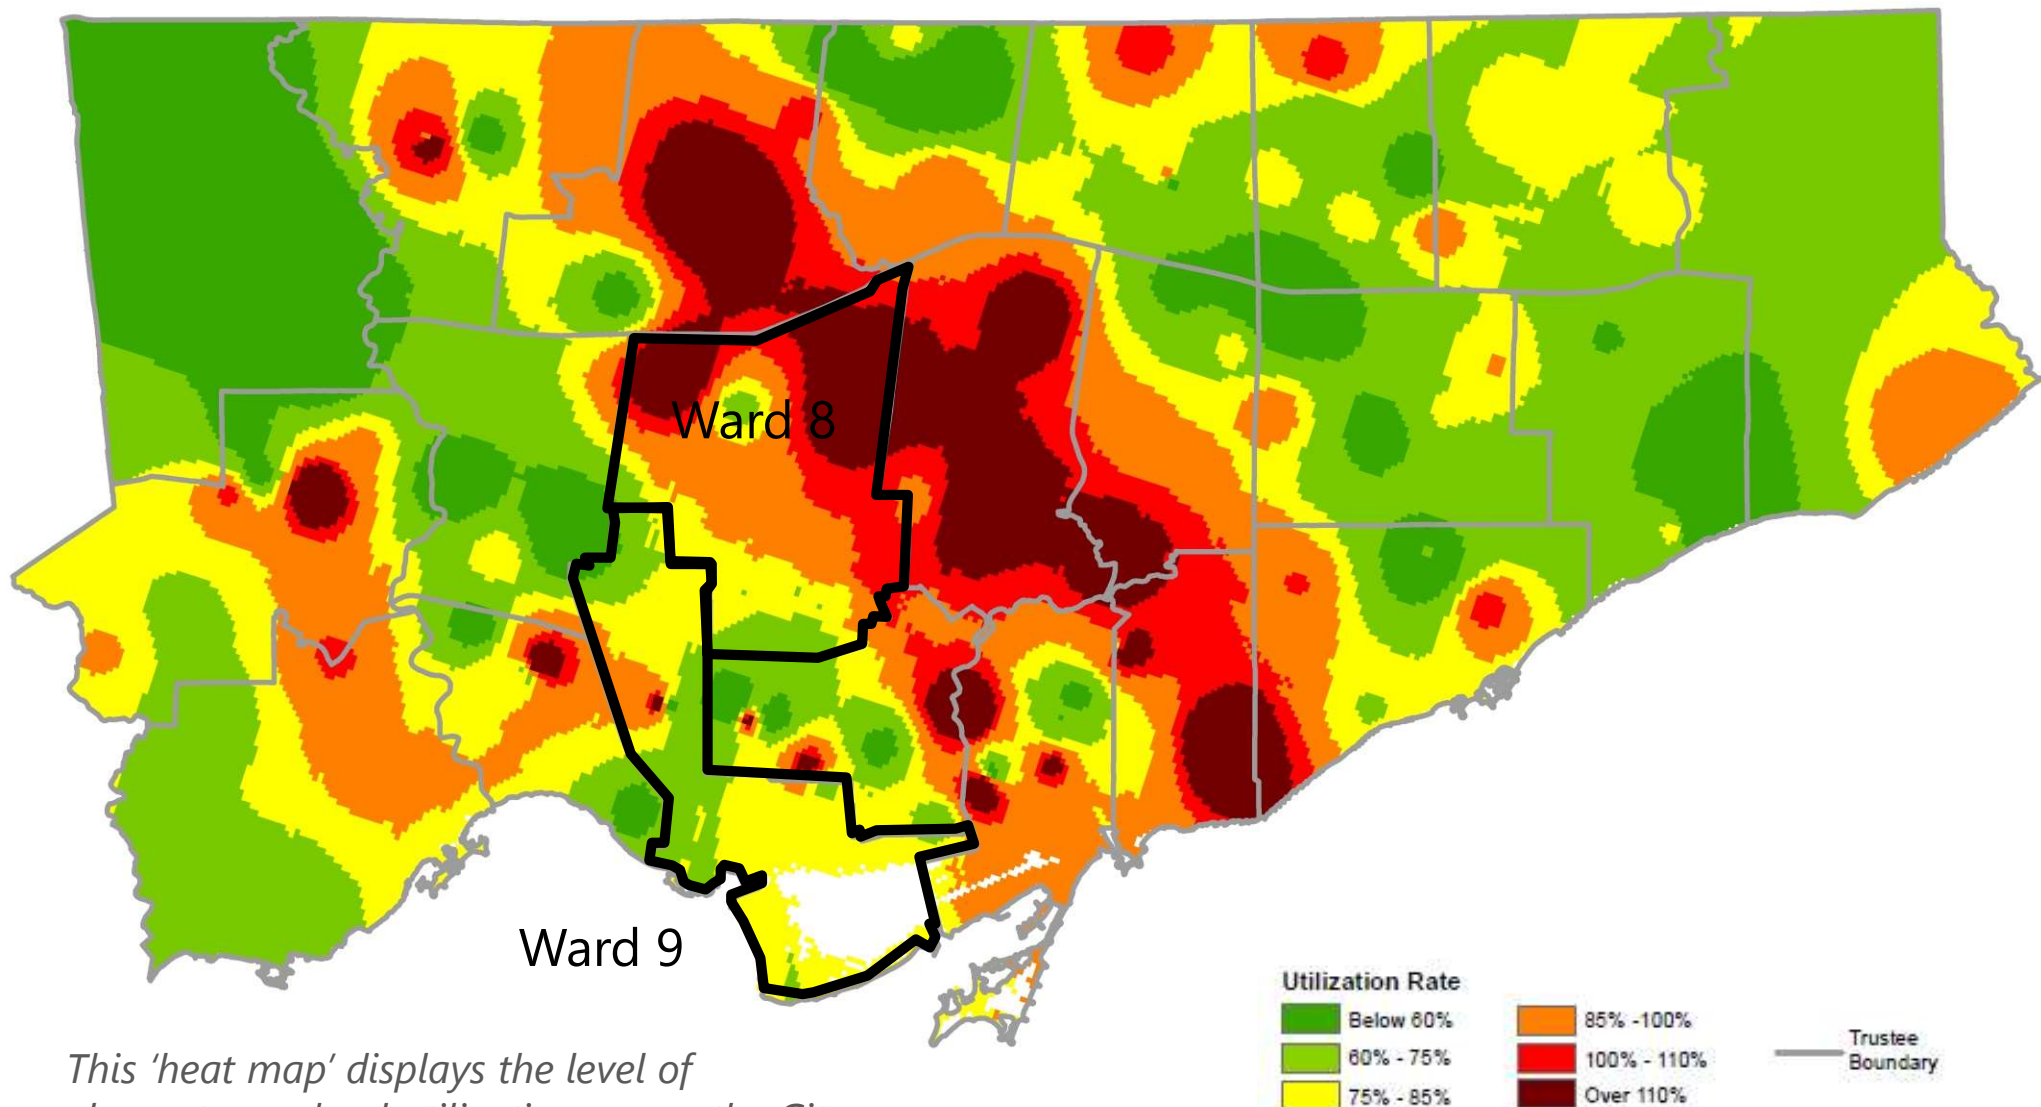 Ward 8
Ward 9
This ‘heat map’ displays the level of
Utilization Rate
Below 60%
60% - 75%
75% - 85%
85% -100%
100% - 110%
Over 110%
Trustee
Boundary